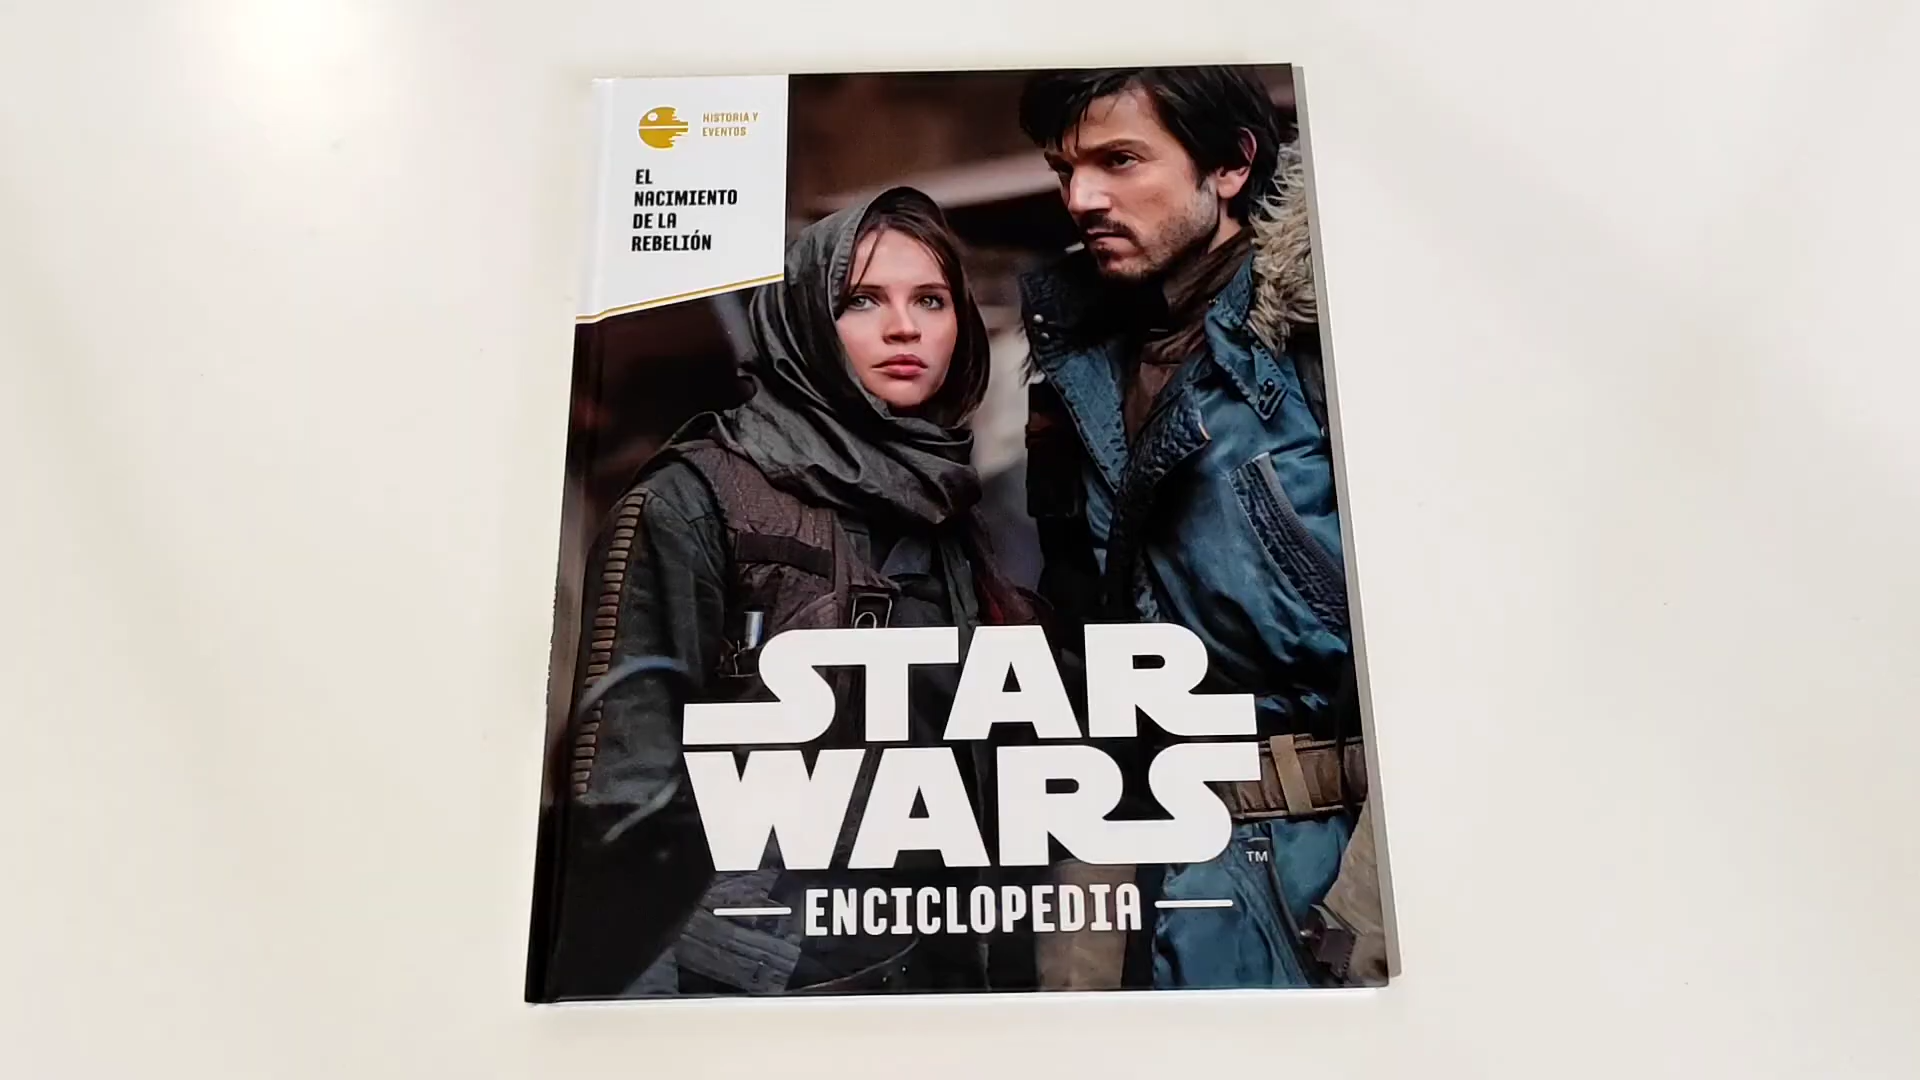 HISTORIA Y
EVENTOS
EL
NACIMIENTO
DE LA
REBELIÓN
STAR
WARS
TM
ENCICLOPEDIA